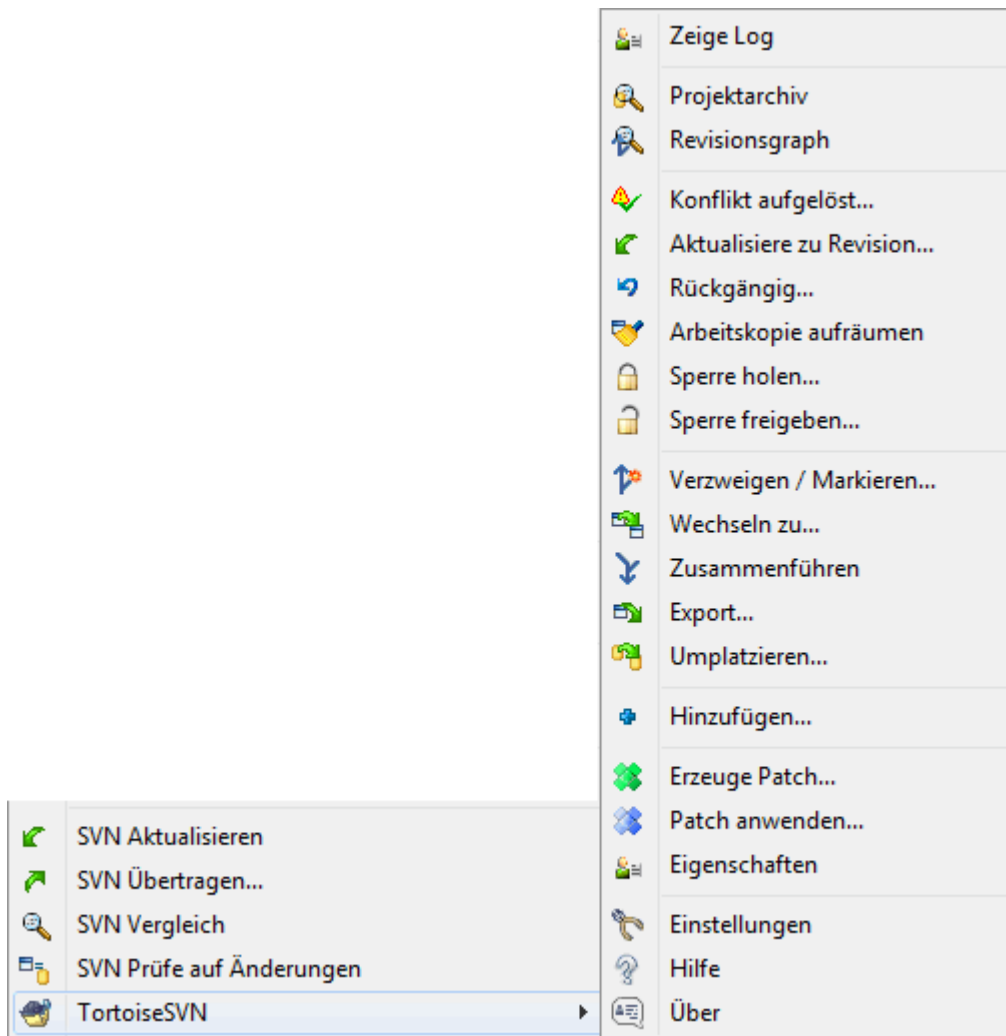 Zeige Log
Projektarchiv
Revisionsgraph
Konflikt aufgelöst...
Aktualisiere zu Revision...
Rückgängig...
Arbeitskopie aufräumen
Sperre holen...
Sperre freigeben...
Verzweigen / Markieren...
Wechseln zu...
Zusammenführen
Export...
Umplatzieren...
Hinzufügen...
Erzeuge Patch...
Patch anwenden...
Eigenschaften
Einstellungen
Hilfe
Über
SVN Aktualisieren
SVN Übertragen...
SVN Vergleich
SVN Prüfe auf Änderungen
TortoiseSVN